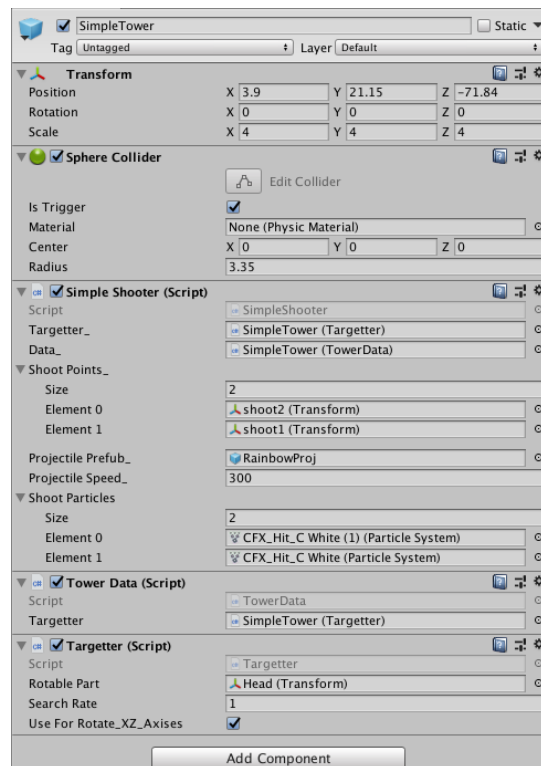 SimpleTower Static
Tag Untagged Layer Default
Transform
Position X 3.9 Y 21.15 Z -71.84
Rotation X 0 Y 0 Z 0
Scale X 4 Y 4 Z 4
Sphere Collider
Edit Collider
Is Trigger
Material None (Physic Material)
Center X 0 Y 0 Z 0
Radius 3.35
Simple Shooter (Script)
Script SimpleShooter
Targetter_ SimpleTower (Targetter)
Data_ SimpleTower (TowerData)
Shoot Points_
Size 2
Element 0 shoot2 (Transform)
Element 1 shoot1 (Transform)
Projectile Prefub_ RainbowProj
Projectile Speed_ 300
Shoot Particles
Size 2
Element 0 CFX_Hit_C White (1) (Particle System)
Element 1 CFX_Hit_C White (Particle System)
Tower Data (Script)
Script TowerData
Targetter SimpleTower (Targetter)
Targetter (Script)
Script Targetter
Rotable Part Head (Transform)
Search Rate 1
Use For Rotate_XZ_Axises
Add Component